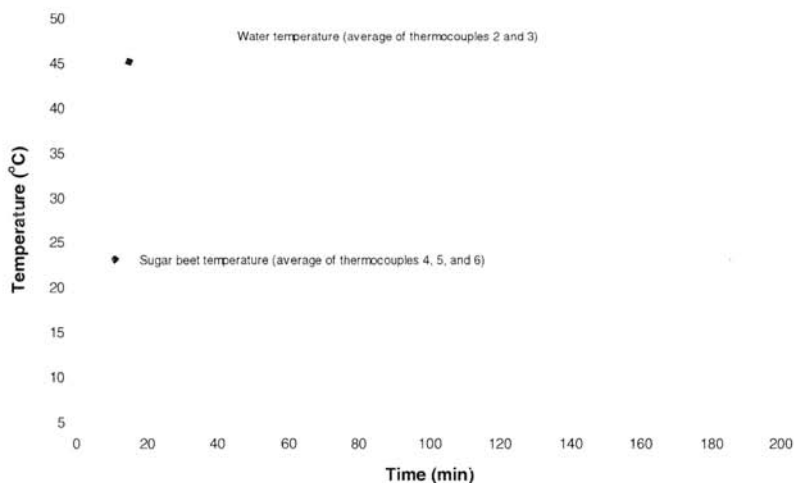 50
Water temperature (average of thermocouples 2 and 3)
45
40
35
30
25
Sugar beet temperature (average of thermocouples 4, 5, and 6)
20
15
10
5
0 20 40 60 80 100 120 140 160 180 200
Temperature (°C)
Time (min)